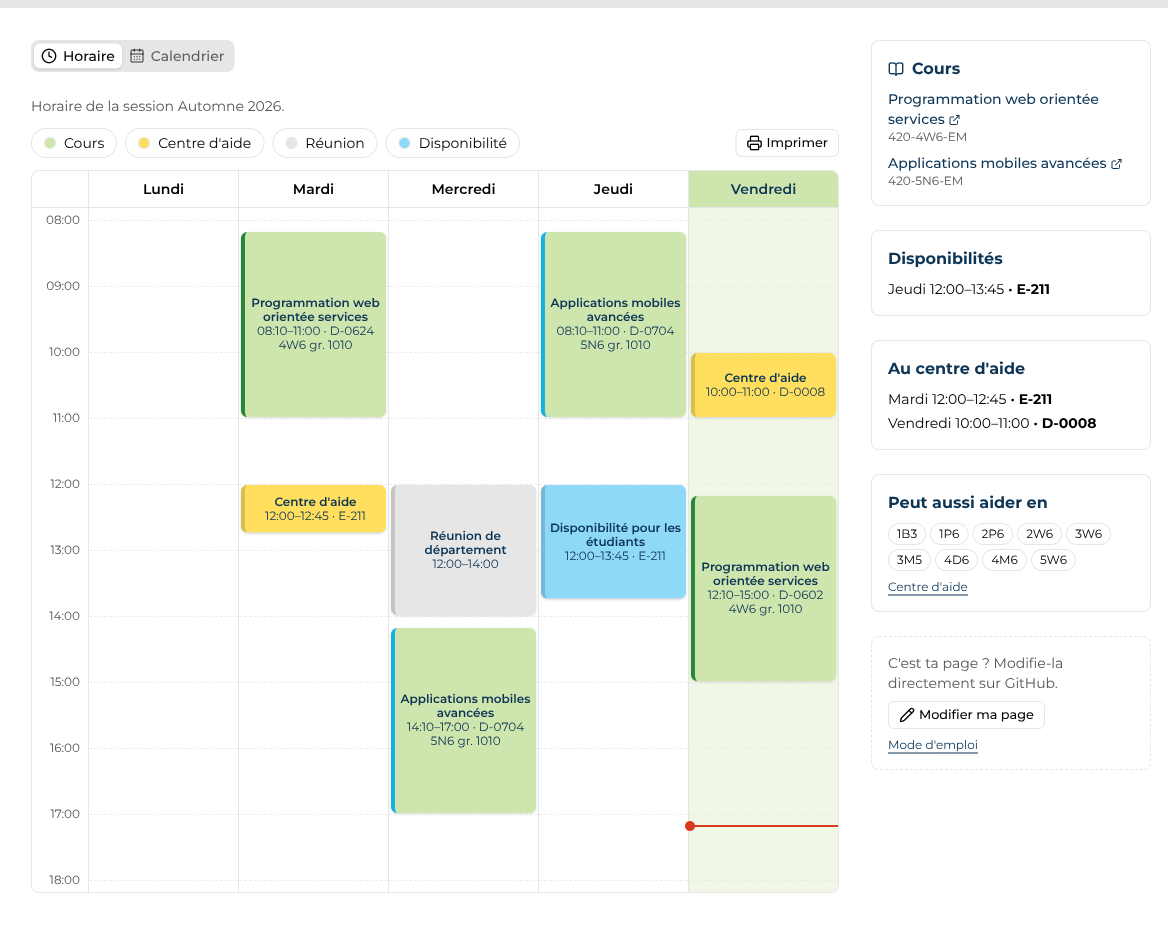 Horaire
Calendrier
Horaire de la session Automne 2026.
Cours
Centre d'aide
Réunion
Disponibilité
Imprimer
Lundi
Mardi
Mercredi
Jeudi
Vendredi
08:00
09:00
10:00
11:00
12:00
13:00
14:00
15:00
16:00
17:00
18:00
Programmation web
orientée services
08:10–11:00 · D-0624
4W6 gr. 1010
Centre d'aide
12:00–12:45 · E-211
Réunion de
département
12:00–14:00
Applications mobiles
avancées
14:10–17:00 · D-0704
5N6 gr. 1010
Applications mobiles
avancées
08:10–11:00 · D-0704
5N6 gr. 1010
Disponibilité pour les
étudiants
12:00–13:45 · E-211
Centre d'aide
10:00–11:00 · D-0008
Programmation web
orientée services
12:10–15:00 · D-0602
4W6 gr. 1010
Cours
Programmation web orientée
services
420-4W6-EM
Applications mobiles avancées
420-5N6-EM
Disponibilités
Jeudi 12:00–13:45 • E-211
Au centre d'aide
Mardi 12:00–12:45 • E-211
Vendredi 10:00–11:00 • D-0008
Peut aussi aider en
1B3 1P6 2P6 2W6 3W6
3M5 4D6 4M6 5W6
Centre d'aide
C'est ta page ? Modifie-la
directement sur GitHub.
Modifier ma page
Mode d'emploi